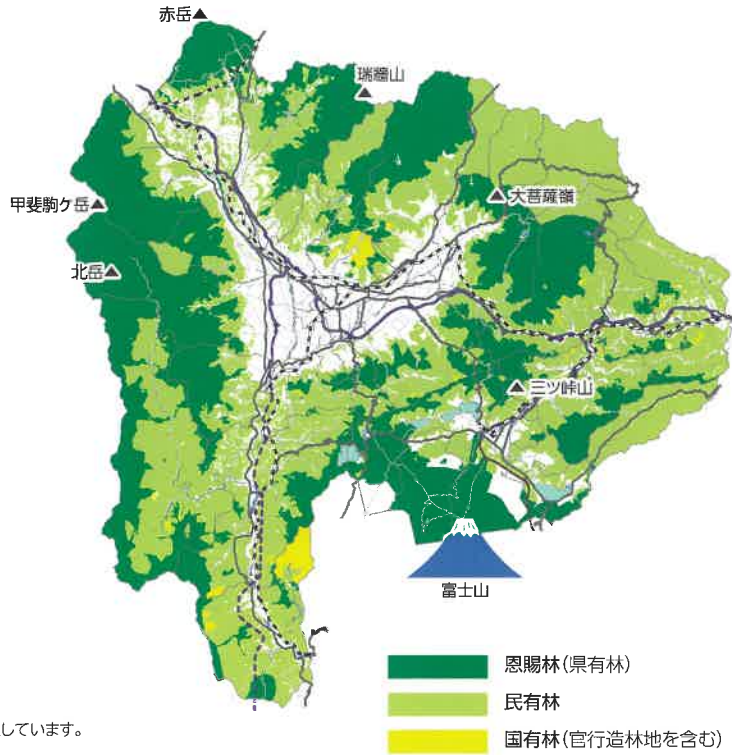 赤岳▲
瑞牆山
▲
甲斐駒ケ岳▲
▲大菩薩嶺
北岳▲
▲三ツ峠山
富士山
恩賜林(県有林)
民有林
国有林(官行造林地を含む)
しています。